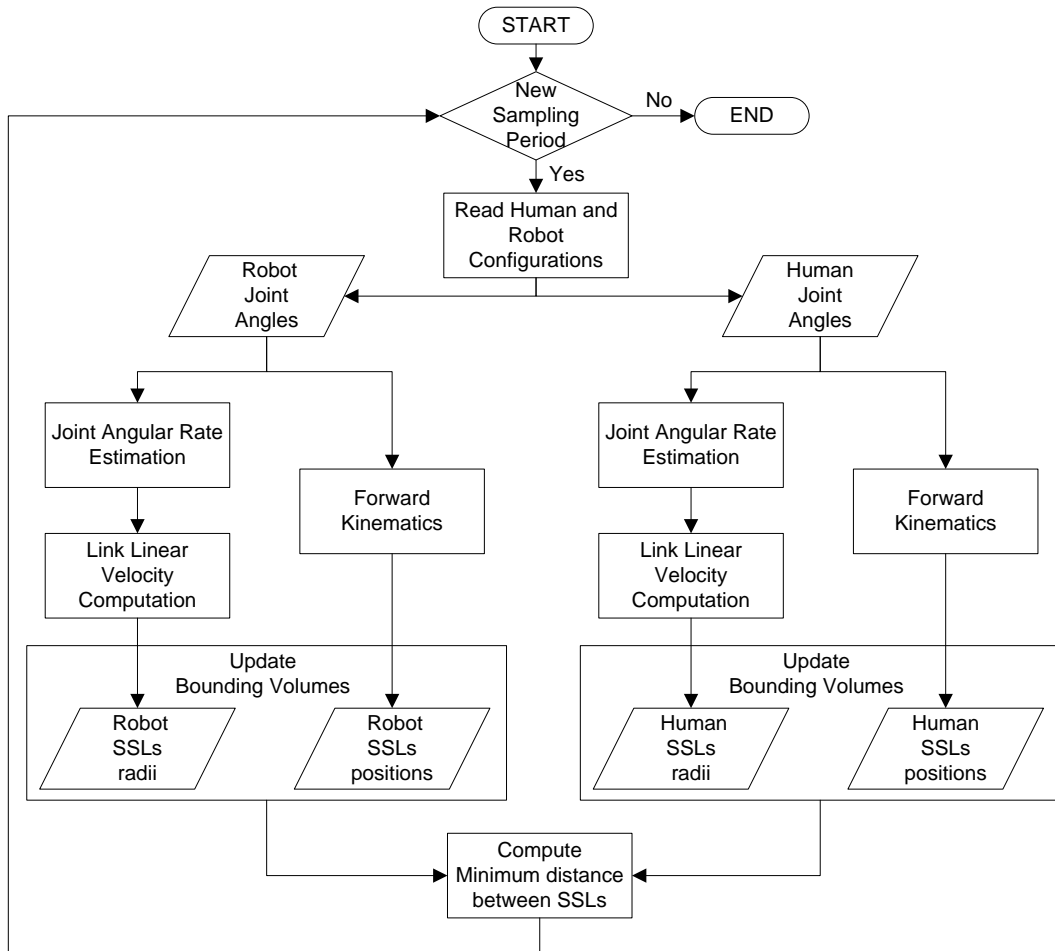 START
New
Sampling
Period
No
END
Yes
Read Human and
Robot
Configurations
Robot
Joint
Angles
Human
Joint
Angles
Joint Angular Rate
Estimation
Forward
Kinematics
Link Linear
Velocity
Computation
Joint Angular Rate
Estimation
Forward
Kinematics
Link Linear
Velocity
Computation
Update
Bounding Volumes
Robot
SSLs
radii
Robot
SSLs
positions
Update
Bounding Volumes
Human
SSLs
radii
Human
SSLs
positions
Compute
Minimum distance
between SSLs